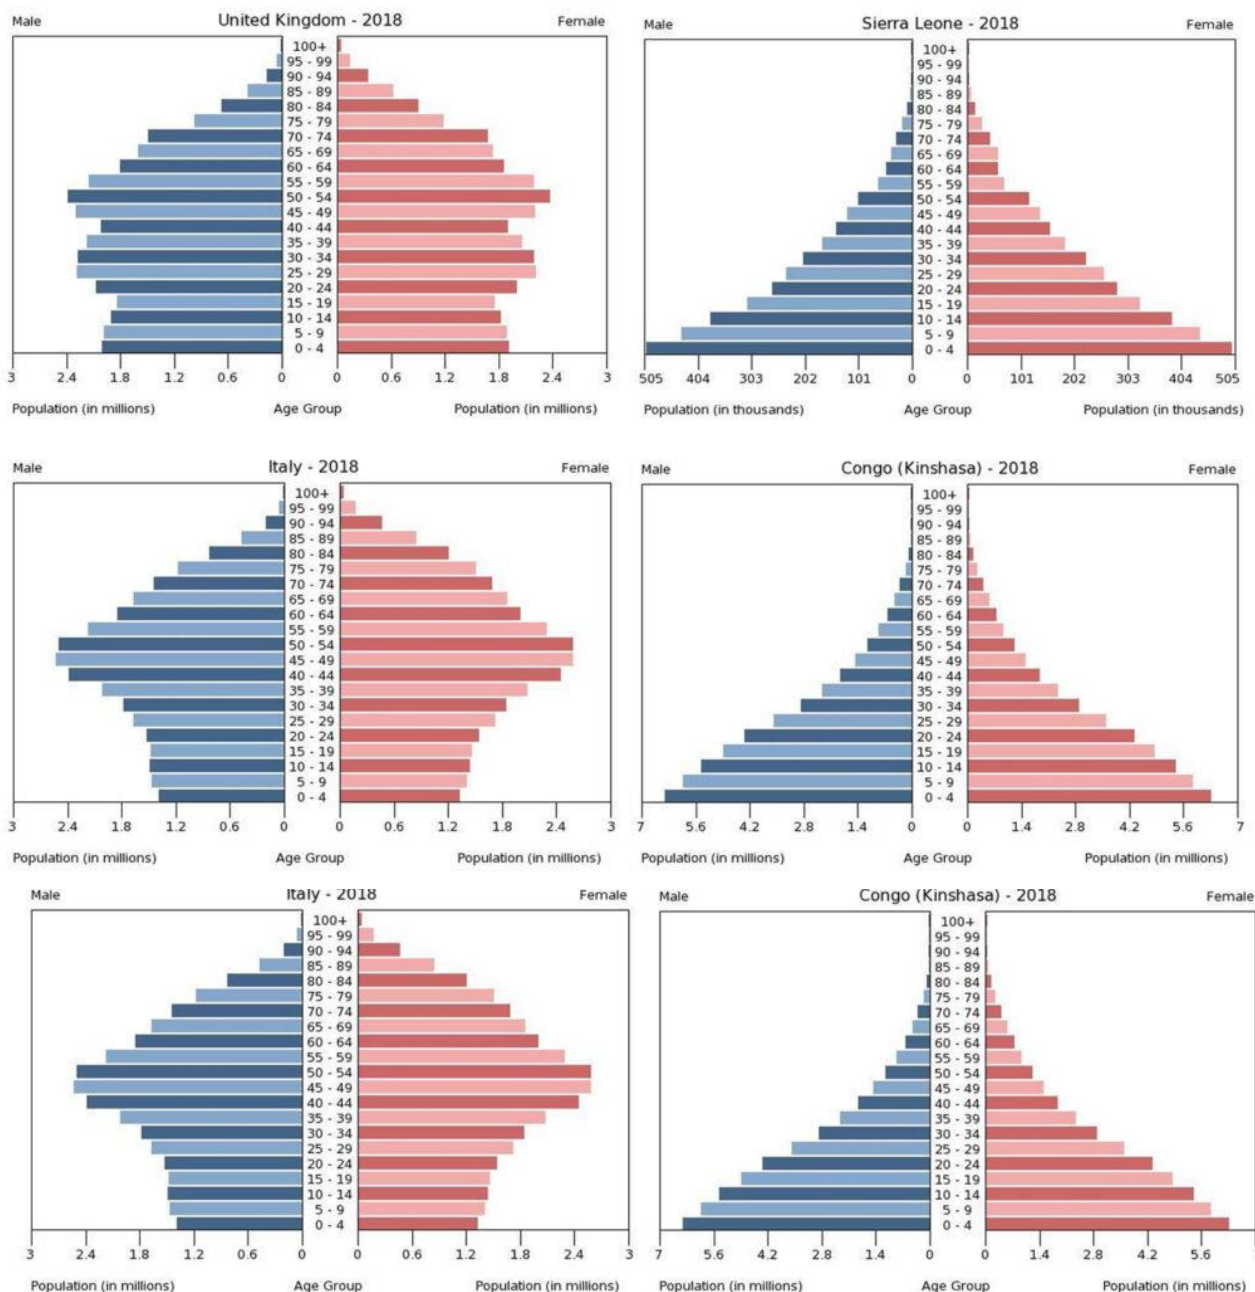 Male United Kingdom - 2018 Female
100+
95 - 99
90 - 94
85 - 89
80 - 84
75 - 79
70 - 74
65 - 69
60 - 64
55 - 59
50 - 54
45 - 49
40 - 44
35 - 39
30 - 34
25 - 29
20 - 24
15 - 19
10 - 14
5 - 9
0 - 4
3 2.4 1.8 1.2 0.6 0 0 0.6 1.2 1.8 2.4 3
Population (in millions) Age Group Population (in millions)
Male Sierra Leone - 2018 Female
100+
95 - 99
90 - 94
85 - 89
80 - 84
75 - 79
70 - 74
65 - 69
60 - 64
55 - 59
50 - 54
45 - 49
40 - 44
35 - 39
30 - 34
25 - 29
20 - 24
15 - 19
10 - 14
5 - 9
0 - 4
505 404 303 202 101 0 0 101 202 303 404 505
Population (in thousands) Age Group Population (in thousands)
Male Italy - 2018 Female
100+
95 - 99
90 - 94
85 - 89
80 - 84
75 - 79
70 - 74
65 - 69
60 - 64
55 - 59
50 - 54
45 - 49
40 - 44
35 - 39
30 - 34
25 - 29
20 - 24
15 - 19
10 - 14
5 - 9
0 - 4
3 2.4 1.8 1.2 0.6 0 0 0.6 1.2 1.8 2.4 3
Population (in millions) Age Group Population (in millions)
Male Congo (Kinshasa) - 2018 Female
100+
95 - 99
90 - 94
85 - 89
80 - 84
75 - 79
70 - 74
65 - 69
60 - 64
55 - 59
50 - 54
45 - 49
40 - 44
35 - 39
30 - 34
25 - 29
20 - 24
15 - 19
10 - 14
5 - 9
0 - 4
7 5.6 4.2 2.8 1.4 0 0 1.4 2.8 4.2 5.6 7
Population (in millions) Age Group Population (in millions)
Male Italy - 2018 Female
100+
95 - 99
90 - 94
85 - 89
80 - 84
75 - 79
70 - 74
65 - 69
60 - 64
55 - 59
50 - 54
45 - 49
40 - 44
35 - 39
30 - 34
25 - 29
20 - 24
15 - 19
10 - 14
5 - 9
0 - 4
3 2.4 1.8 1.2 0.6 0 0 0.6 1.2 1.8 2.4 3
Population (in millions) Age Group Population (in millions)
Male Congo (Kinshasa) - 2018 Female
100+
95 - 99
90 - 94
85 - 89
80 - 84
75 - 79
70 - 74
65 - 69
60 - 64
55 - 59
50 - 54
45 - 49
40 - 44
35 - 39
30 - 34
25 - 29
20 - 24
15 - 19
10 - 14
5 - 9
0 - 4
7 5.6 4.2 2.8 1.4 0 0 1.4 2.8 4.2 5.6
Population (in millions) Age Group Population (in millions)